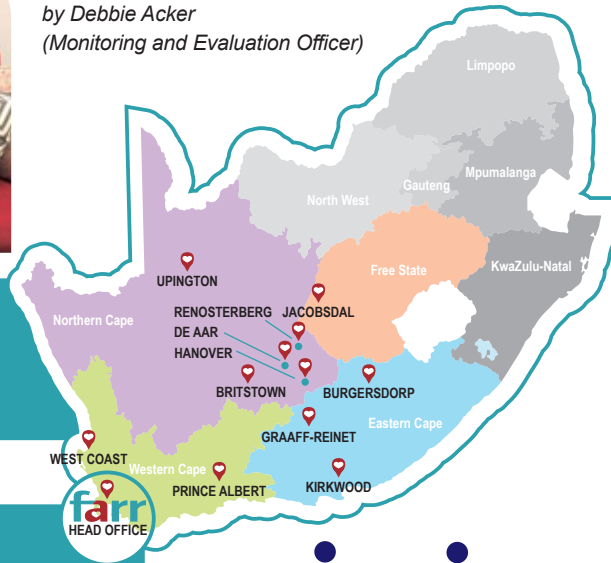 by Debbie Acker
(Monitoring and Evaluation Officer)
Limpopo
Mpumalanga
Gauteng
North West
KwaZulu-Natal
Free State
UPINGTON
RENOSTERBERG
JACOBSDAL
Northern Cape
DE AAR
HANOVER
BRITSTOWN
BURGERSDORP
Eastern Cape
GRAAFF-REINET
WEST COAST
Western Cape
PRINCE ALBERT
KIRKWOOD
farr
HEAD OFFICE